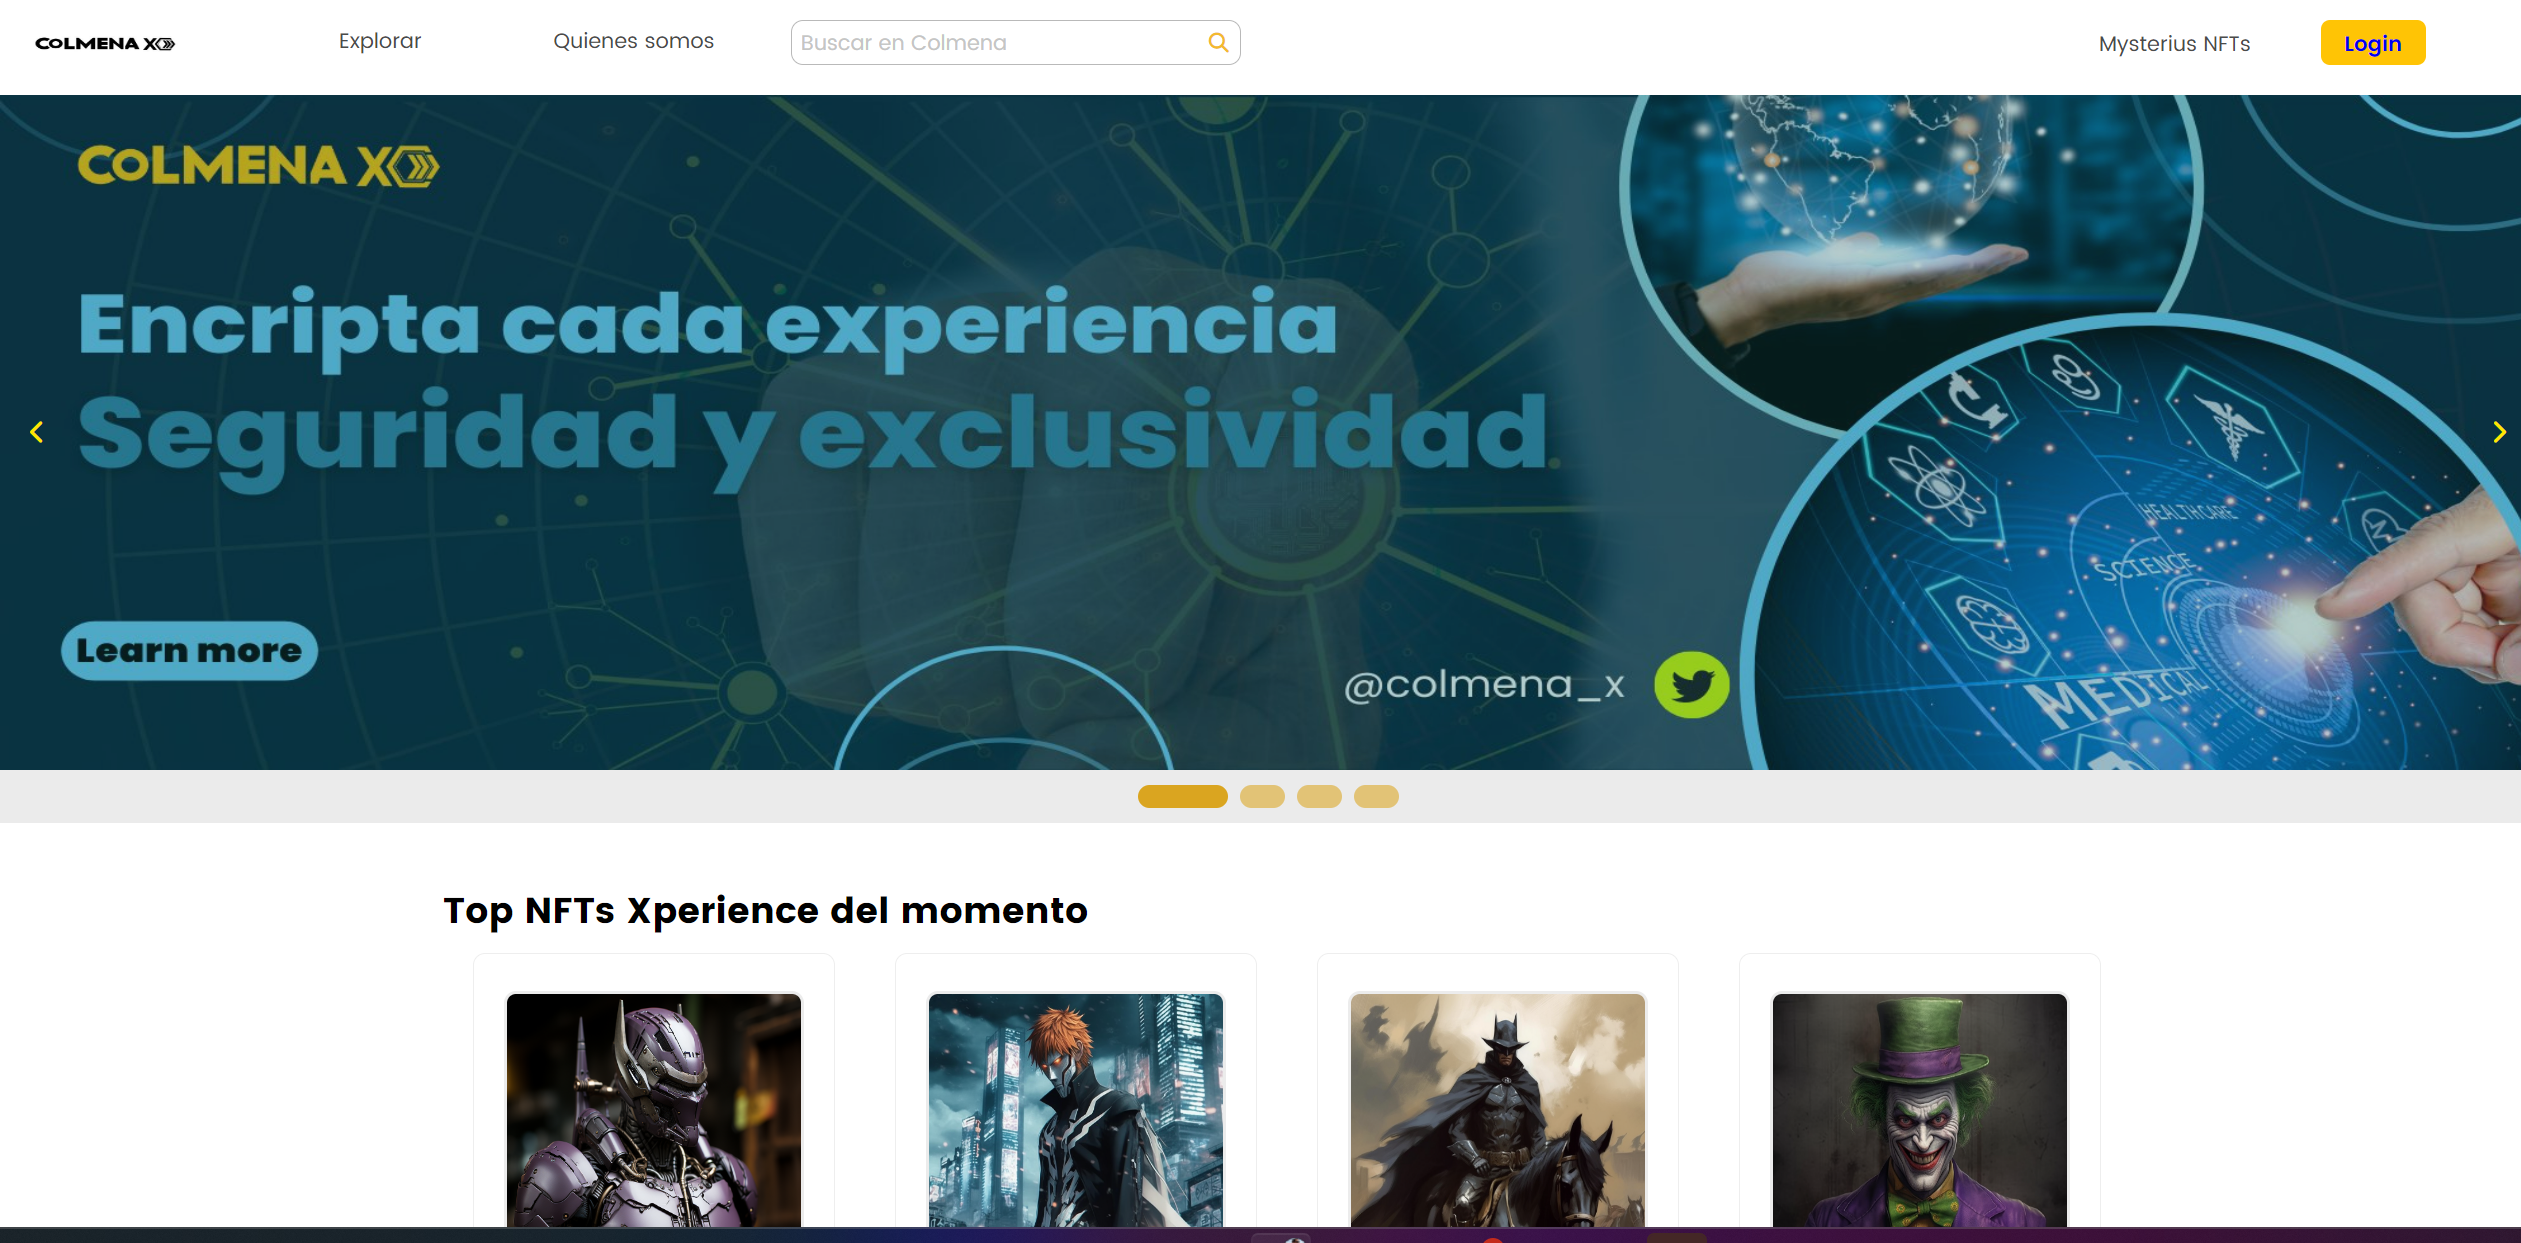 COLMENA X
Explorar
Quienes somos
Buscar en Colmena
Mysterius NFTs
Login
COLMENA X
Encripta cada experiencia
Seguridad y exclusividad
HEALTHCARE
SCIENCE
MEDICAL
Learn more
@colmena_x
Top NFTs Xperience del momento